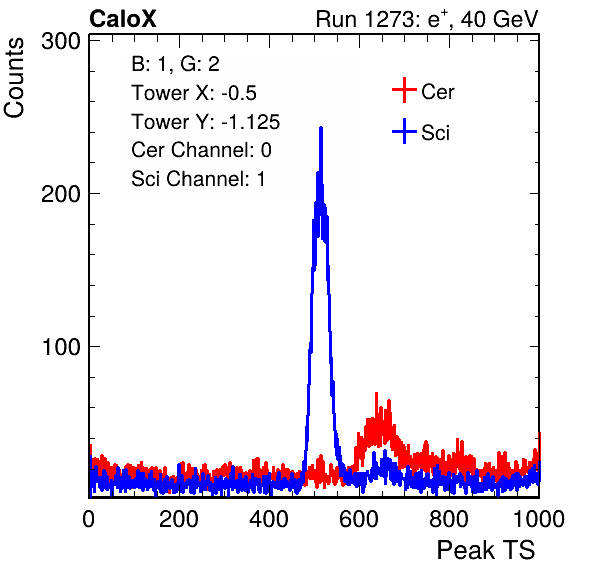 CaloX Run 1273: e⁺, 40 GeV
Counts
300
200
100
B: 1, G: 2
Tower X: -0.5
Tower Y: -1.125
Cer Channel: 0
Sci Channel: 1
Cer
Sci
0 200 400 600 800 1000
Peak TS